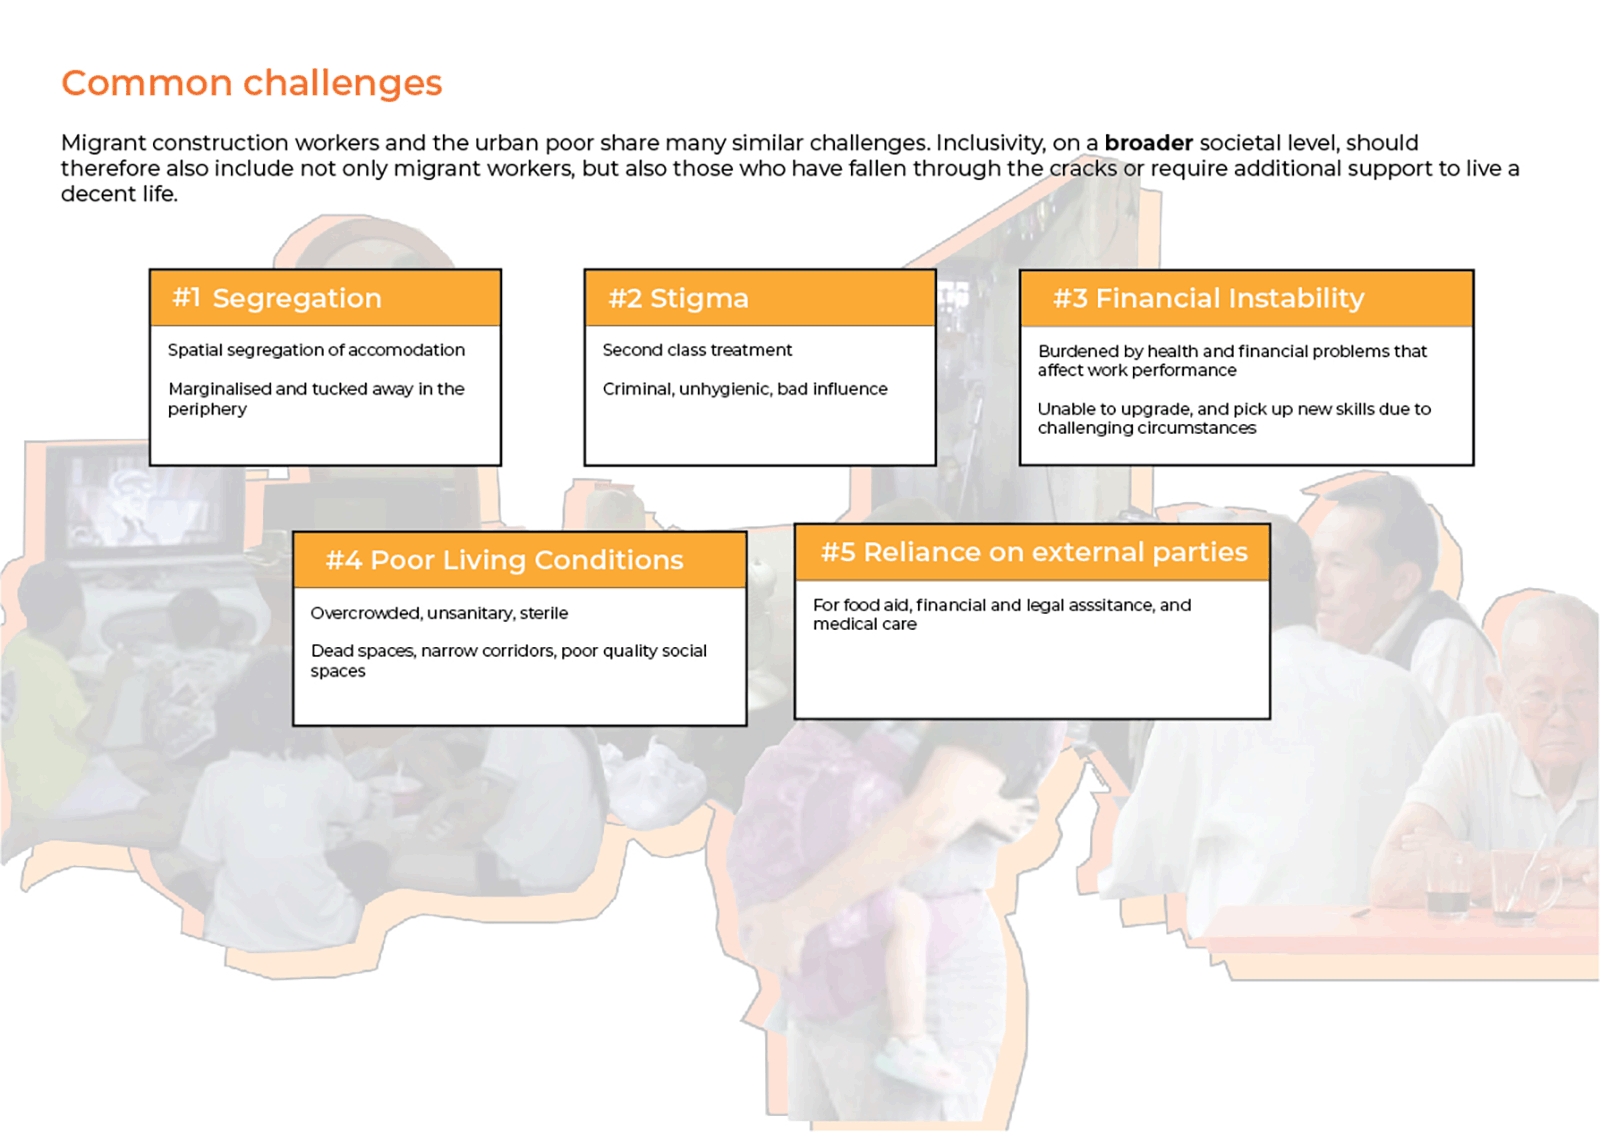 Common challenges
Migrant construction workers and the urban poor share many similar challenges. Inclusivity, on a broader societal level, should
therefore also include not only migrant workers, but also those who have fallen through the cracks or require additional support to live a
decent life.
#1 Segregation
Spatial segregation of accomodation
Marginalised and tucked away in the
periphery
#2 Stigma
Second class treatment
Criminal, unhygienic, bad influence
#3 Financial Instability
Burdened by health and financial problems that
affect work performance
Unable to upgrade, and pick up new skills due to
challenging circumstances
#4 Poor Living Conditions
Overcrowded, unsanitary, sterile
Dead spaces, narrow corridors, poor quality social
spaces
#5 Reliance on external parties
For food aid, financial and legal asssitance, and
medical care